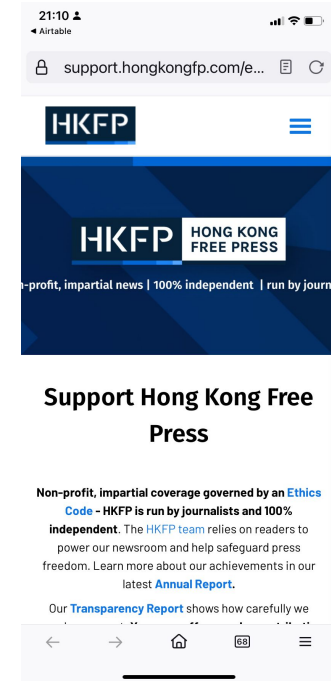 21:10
◀ Airtable
support.hongkongfp.com/e...
HKFP
HKFP HONG KONG
FREE PRESS
-profit, impartial news | 100% independent | run by journ
Support Hong Kong Free
Press
Non-profit, impartial coverage governed by an Ethics
Code - HKFP is run by journalists and 100%
independent. The HKFP team relies on readers to
power our newsroom and help safeguard press
freedom. Learn more about our achievements in our
latest Annual Report.
Our Transparency Report shows how carefully we
68